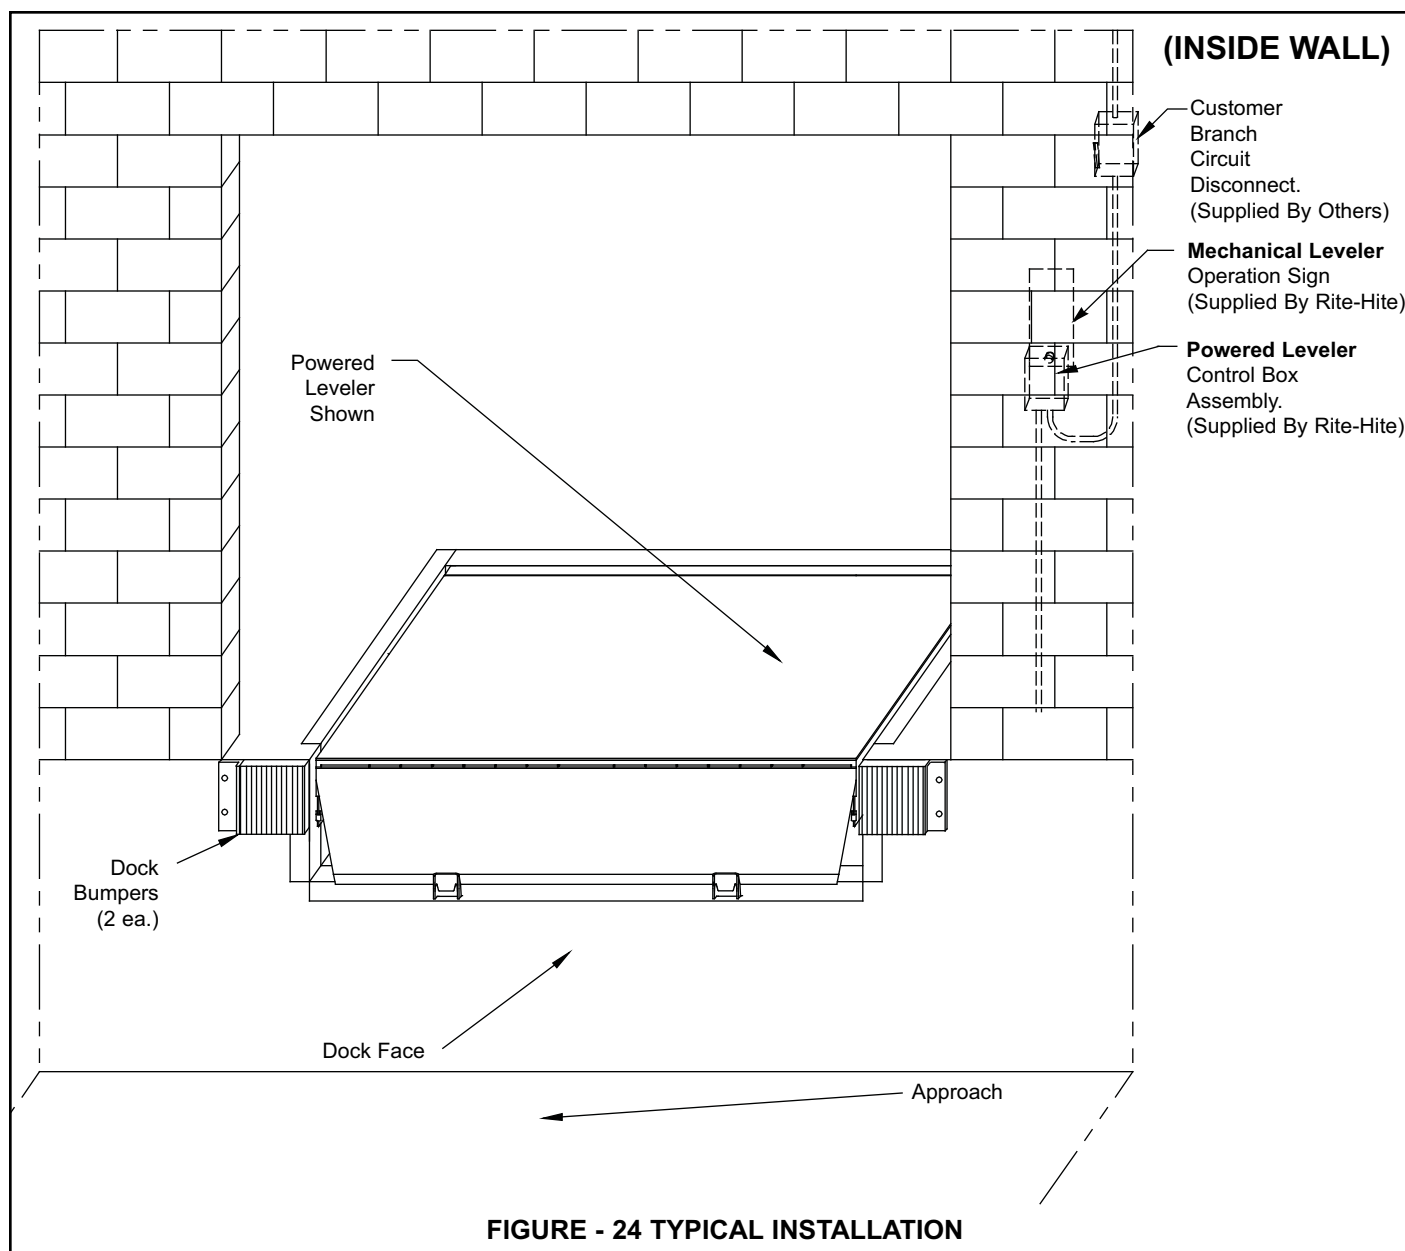 (INSIDE WALL)
Customer
Branch
Circuit
Disconnect.
(Supplied By Others)
Mechanical Leveler
Operation Sign
(Supplied By Rite-Hite)
Powered Leveler
Control Box
Assembly.
(Supplied By Rite-Hite)
Powered
Leveler
Shown
Dock
Bumpers
(2 ea.)
Dock Face
Approach
FIGURE - 24 TYPICAL INSTALLATION